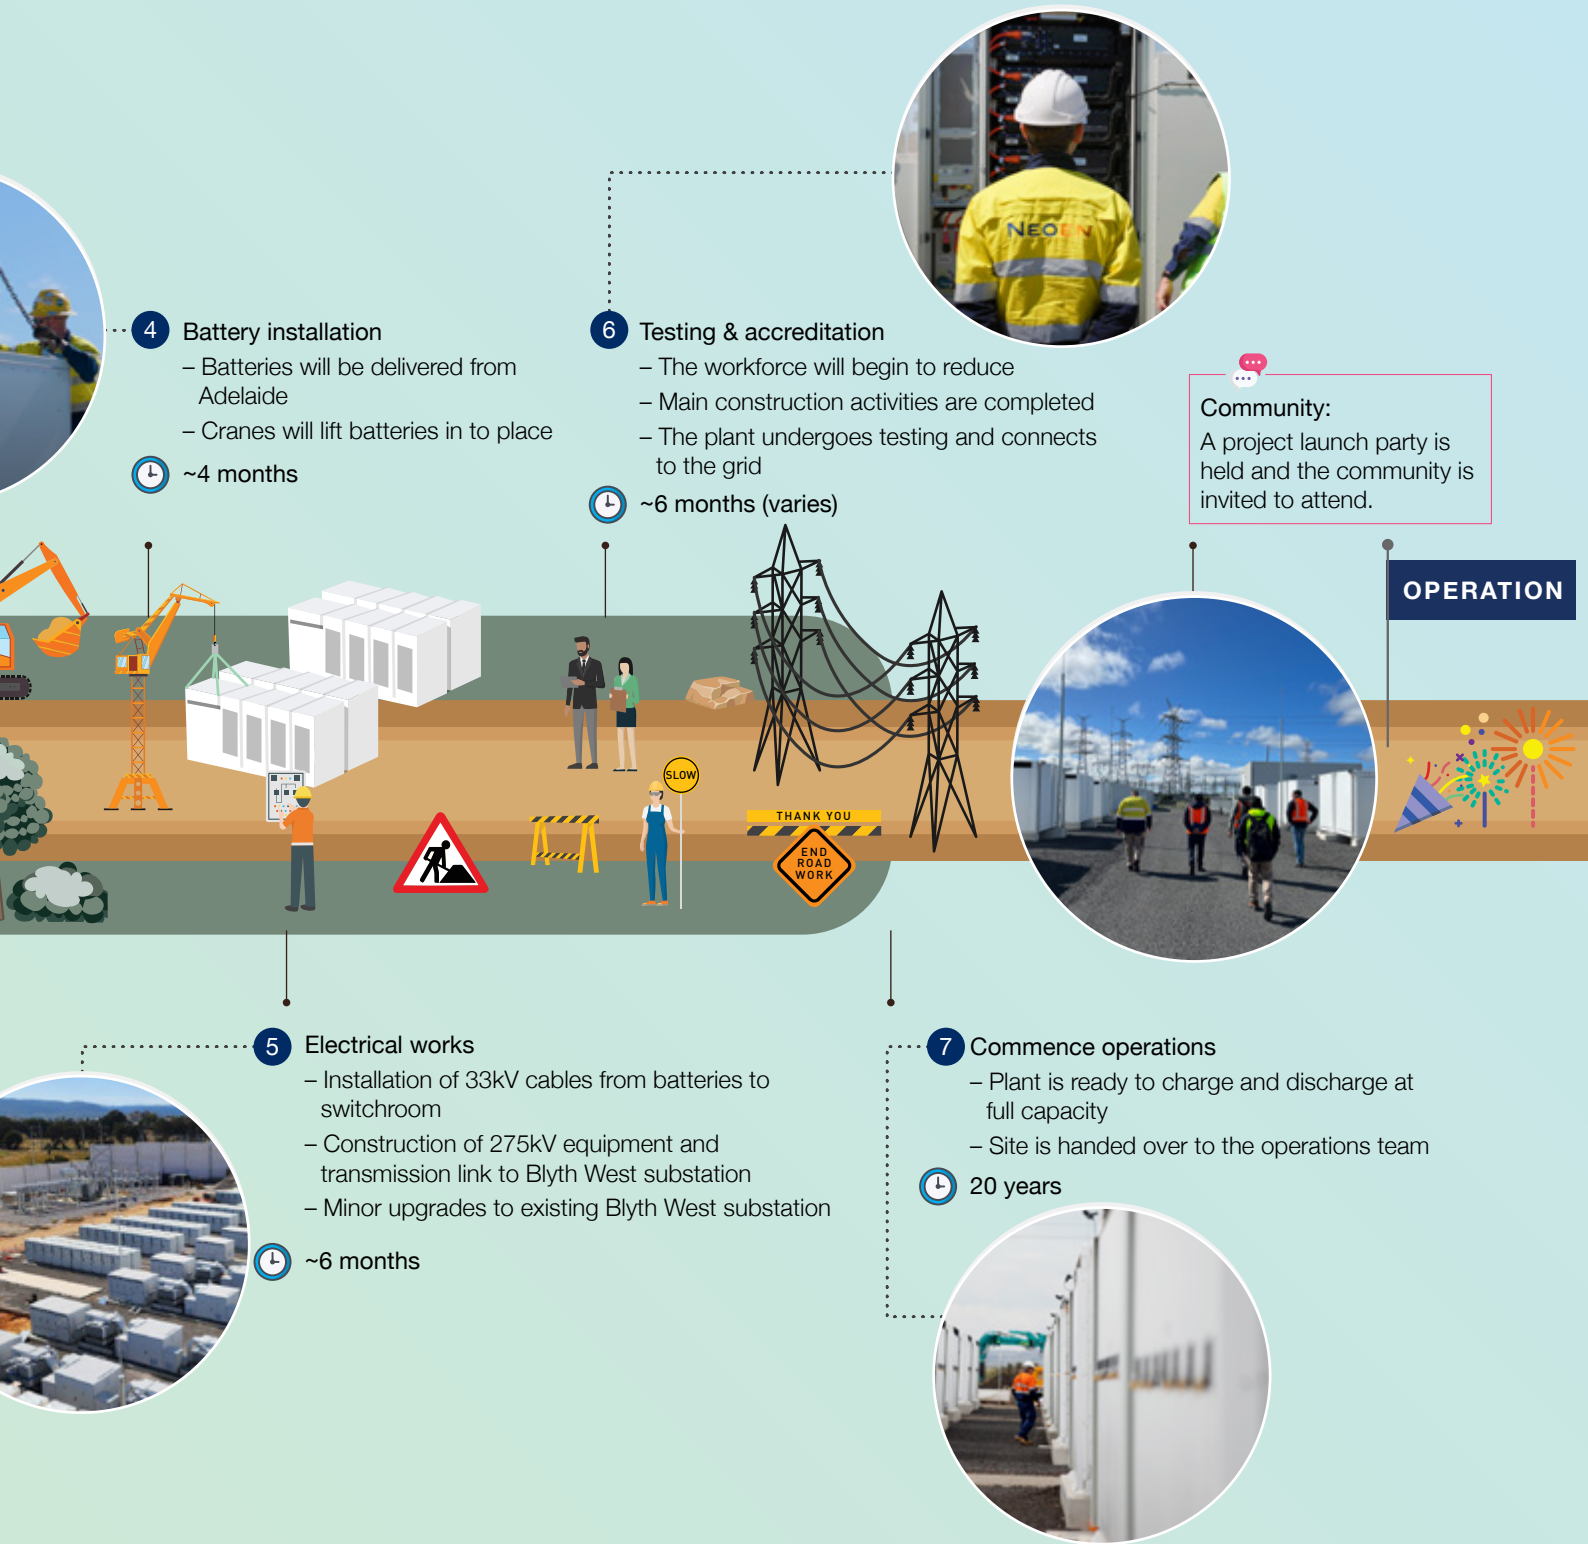 NEOEN
4 Battery installation
– Batteries will be delivered from
Adelaide
– Cranes will lift batteries in to place
~4 months
6 Testing & accreditation
– The workforce will begin to reduce
– Main construction activities are completed
– The plant undergoes testing and connects
to the grid
~6 months (varies)
Community:
A project launch party is
held and the community is
invited to attend.
OPERATION
SLOW
THANK YOU
END
ROAD
WORK
5 Electrical works
– Installation of 33kV cables from batteries to
switchroom
– Construction of 275kV equipment and
transmission link to Blyth West substation
– Minor upgrades to existing Blyth West substation
~6 months
7 Commence operations
– Plant is ready to charge and discharge at
full capacity
– Site is handed over to the operations team
20 years